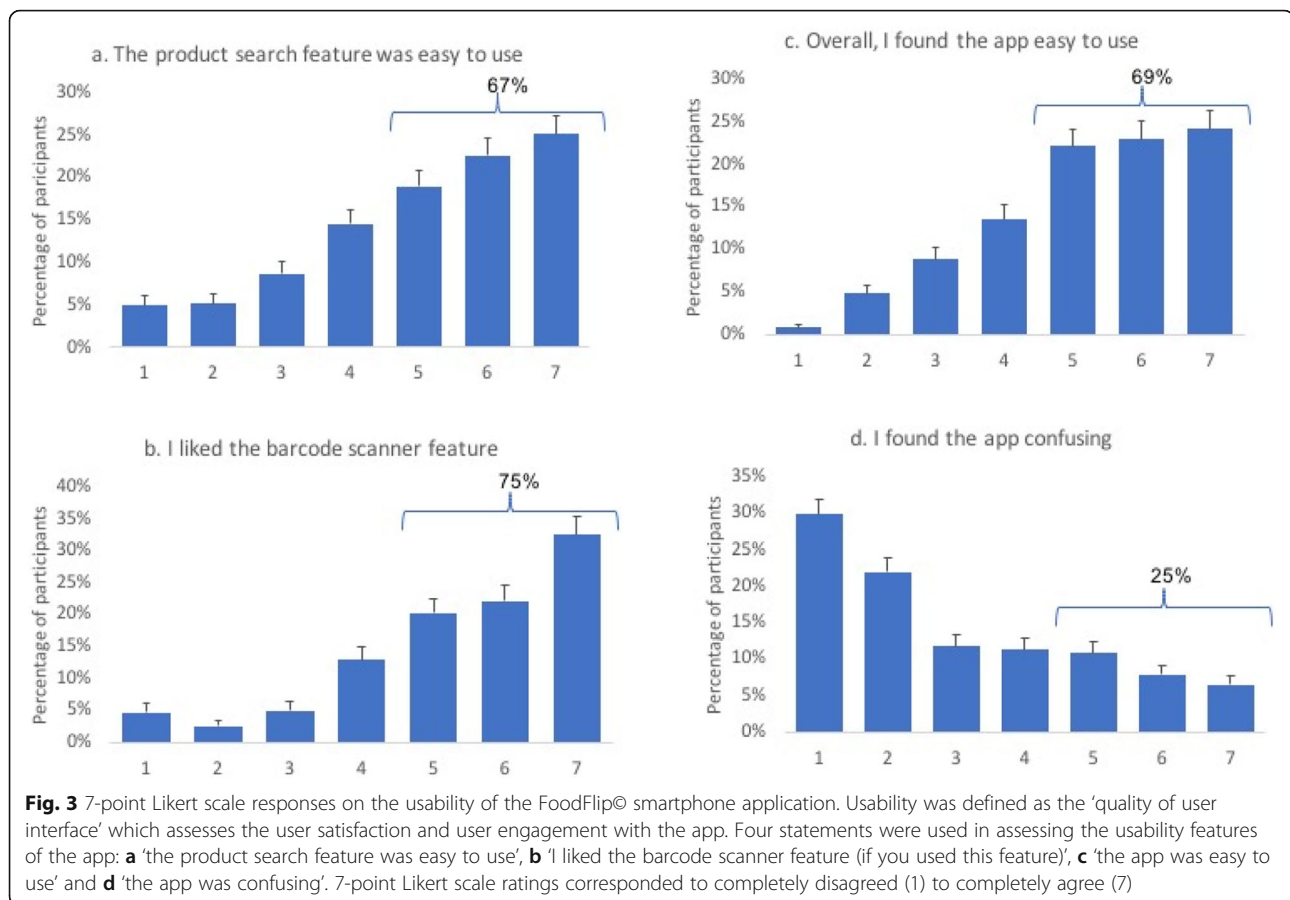 a. The product search feature was easy to use
67%
Percentage of paricipants
30%
25%
20%
15%
10%
5%
0%
1 2 3 4 5 6 7
c. Overall, I found the app easy to use
69%
Percentage of participants
30%
25%
20%
15%
10%
5%
0%
1 2 3 4 5 6 7
b. I liked the barcode scanner feature
75%
Percentage of participants
40%
35%
30%
25%
20%
15%
10%
5%
0%
1 2 3 4 5 6 7
d. I found the app confusing
25%
Percentage of participants
35%
30%
25%
20%
15%
10%
5%
0%
1 2 3 4 5 6 7
Fig. 3 7-point Likert scale responses on the usability of the FoodFlip© smartphone application. Usability was defined as the ‘quality of user
interface’ which assesses the user satisfaction and user engagement with the app. Four statements were used in assessing the usability features
of the app: a ‘the product search feature was easy to use’, b ‘I liked the barcode scanner feature (if you used this feature)’, c ‘the app was easy to
use’ and d ‘the app was confusing’. 7-point Likert scale ratings corresponded to completely disagreed (1) to completely agree (7)